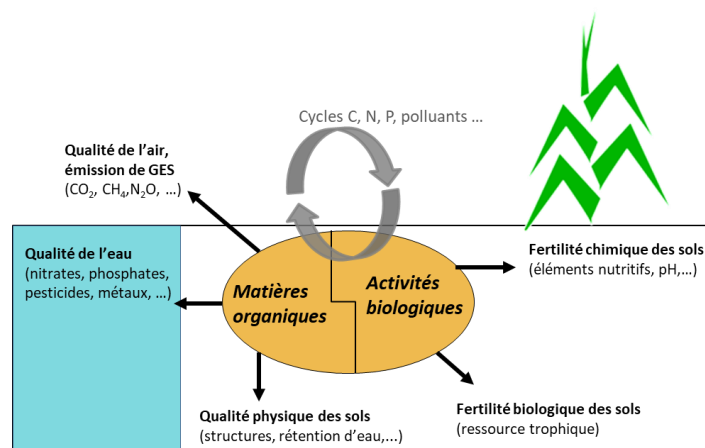 Cycles C, N, P, polluants ...
Qualité de l'air,
émission de GES
(CO₂, CH₄,N₂O, ...)
Qualité de l'eau
(nitrates, phosphates,
pesticides, métaux, ...)
Matières
organiques
Activités
biologiques
Fertilité chimique des sols
(éléments nutritifs, pH,...)
Qualité physique des sols
(structures, rétention d'eau,...)
Fertilité biologique des sols
(ressource trophique)